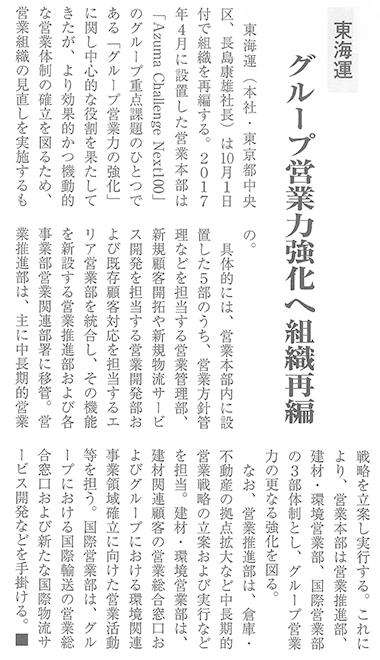 東海運
グループ営業力強化へ組織再編
東海運（本社・東京都中央
区、長島康雄社長）は10月1日
付で組織を再編する。2017
年4月に設置した営業本部は
「Azuma Challenge Next100」
のグループ重点課題のひとつで
ある「グループ営業力の強化」
に関し中心的な役割を果たして
きたが、より効果的かつ機動的
な営業体制の確立を図るため、
営業組織の見直しを実施するも
の。
具体的には、営業本部内に設
置した5部のうち、営業方針管
理などを担当する営業管理部、
新規顧客開拓や新規物流サービ
ス開発を担当する営業開発部お
よび既存顧客対応を担当するエ
リア営業部を統合し、その機能
を新設する営業推進部および各
事業部営業関連部署に移管。営
業推進部は、主に中長期的営業
戦略を立案し実行する。これに
より、営業本部は営業推進部、
建材・環境営業部、国際営業部
の3部体制とし、グループ営業
力の更なる強化を図る。
なお、営業推進部は、倉庫・
不動産の拠点拡大など中長期的
営業戦略の立案および実行など
を担当。建材・環境営業部は、
建材関連顧客の営業総合窓口お
よびグループにおける環境関連
事業領域確立に向けた営業活動
等を担う。国際営業部は、グル
ープにおける国際輸送の営業総
合窓口および新たな国際物流サ
ービス開発などを手掛ける。■